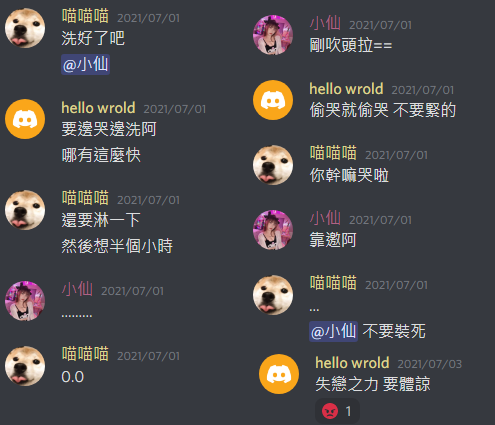 喵喵喵 2021/07/01
洗好了吧
@小仙
hello wrold 2021/07/01
要邊哭邊洗阿
哪有這麼快
喵喵喵 2021/07/01
還要淋一下
然後想半個小時
小仙 2021/07/01
.........
喵喵喵 2021/07/01
0.0
小仙 2021/07/01
剛吹頭拉==
hello wrold 2021/07/01
偷哭就偷哭 不要緊的
喵喵喵 2021/07/01
你幹嘛哭啦
小仙 2021/07/01
靠邀阿
喵喵喵 2021/07/01
...
@小仙 不要裝死
hello wrold 2021/07/03
失戀之力 要體諒
1